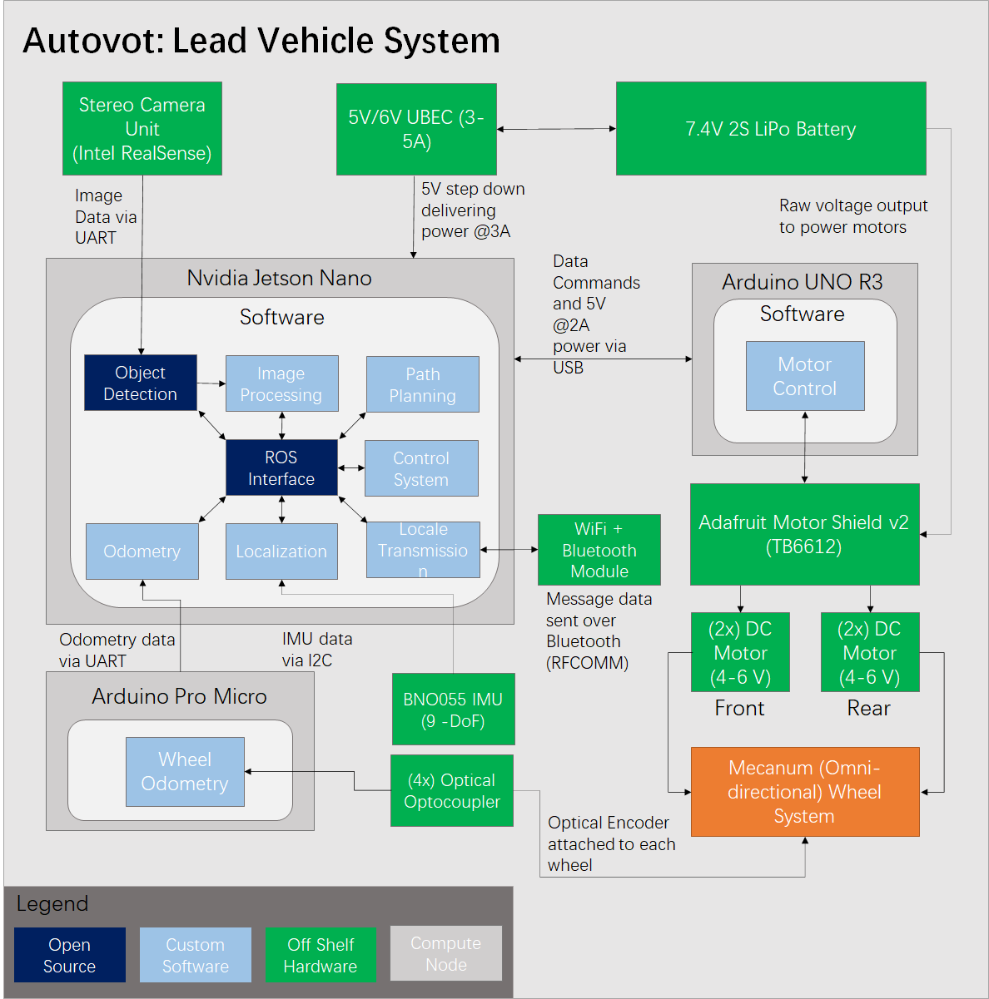 Autovot: Lead Vehicle System
Stereo Camera
Unit
(Intel RealSense)
5V/6V UBEC (3-
5A)
7.4V 2S LiPo Battery
Image
Data via
UART
5V step down
delivering
power @3A
Raw voltage output
to power motors
Nvidia Jetson Nano
Software
Object
Detection
Image
Processing
Path
Planning
ROS
Interface
Control
System
Odometry
Localization
Locale
Transmissio
n
Data
Commands
and 5V
@2A
power via
USB
Arduino UNO R3
Software
Motor
Control
WiFi +
Bluetooth
Module
Message data
sent over
Bluetooth
(RFCOMM)
Adafruit Motor Shield v2
(TB6612)
(2x) DC
Motor
(4-6 V)
Front
(2x) DC
Motor
(4-6 V)
Rear
Odometry data
via UART
IMU data
via I2C
Arduino Pro Micro
Wheel
Odometry
BNO055 IMU
(9 -DoF)
(4x) Optical
Optocoupler
Mecanum (Omni-
directional) Wheel
System
Optical Encoder
attached to each
wheel
Legend
Open
Source
Custom
Software
Off Shelf
Hardware
Compute
Node